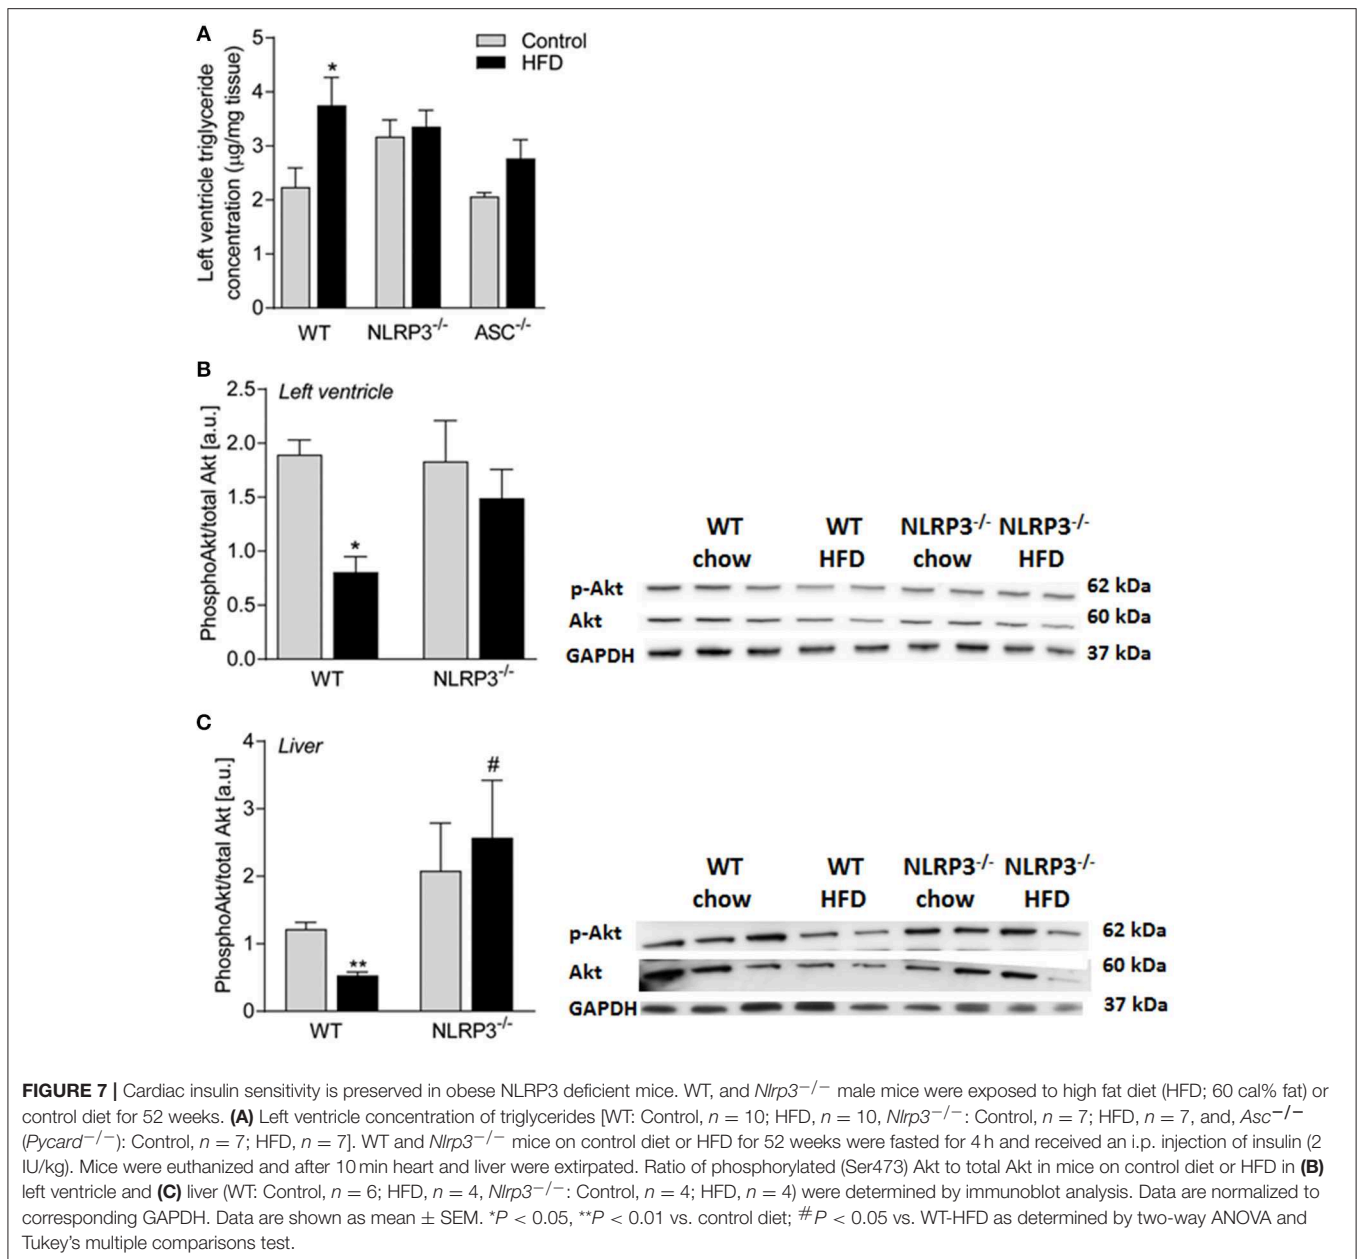 A
5
4
3
2
1
0
Left ventricle triglyceride
concentration (µg/mg tissue)
Control
HFD
*
WT
NLRP3-/-
ASC-/-
B
2.5
2.0
1.5
1.0
0.5
0.0
PhosphoAkt/total Akt [a.u.]
Left ventricle
*
WT
NLRP3-/-
WT WT NLRP3-/- NLRP3-/-
chow HFD chow HFD
p-Akt 62 kDa
Akt 60 kDa
GAPDH 37 kDa
C
4
3
2
1
0
PhosphoAkt/total Akt [a.u.]
Liver
**
#
WT
NLRP3-/-
WT WT NLRP3-/- NLRP3-/-
chow HFD chow HFD
p-Akt 62 kDa
Akt 60 kDa
GAPDH 37 kDa
FIGURE 7 | Cardiac insulin sensitivity is preserved in obese NLRP3 deficient mice. WT, and Nlrp3−/− male mice were exposed to high fat diet (HFD; 60 cal% fat) or
control diet for 52 weeks. (A) Left ventricle concentration of triglycerides [WT: Control, n = 10; HFD, n = 10, Nlrp3−/−: Control, n = 7; HFD, n = 7, and, Asc−/−
(Pycard−/−): Control, n = 7; HFD, n = 7]. WT and Nlrp3−/− mice on control diet or HFD for 52 weeks were fasted for 4 h and received an i.p. injection of insulin (2
IU/kg). Mice were euthanized and after 10 min heart and liver were extirpated. Ratio of phosphorylated (Ser473) Akt to total Akt in mice on control diet or HFD in (B)
left ventricle and (C) liver (WT: Control, n = 6; HFD, n = 4, Nlrp3−/−: Control, n = 4; HFD, n = 4) were determined by immunoblot analysis. Data are normalized to
corresponding GAPDH. Data are shown as mean ± SEM. *P < 0.05, **P < 0.01 vs. control diet; #P < 0.05 vs. WT-HFD as determined by two-way ANOVA and
Tukey's multiple comparisons test.